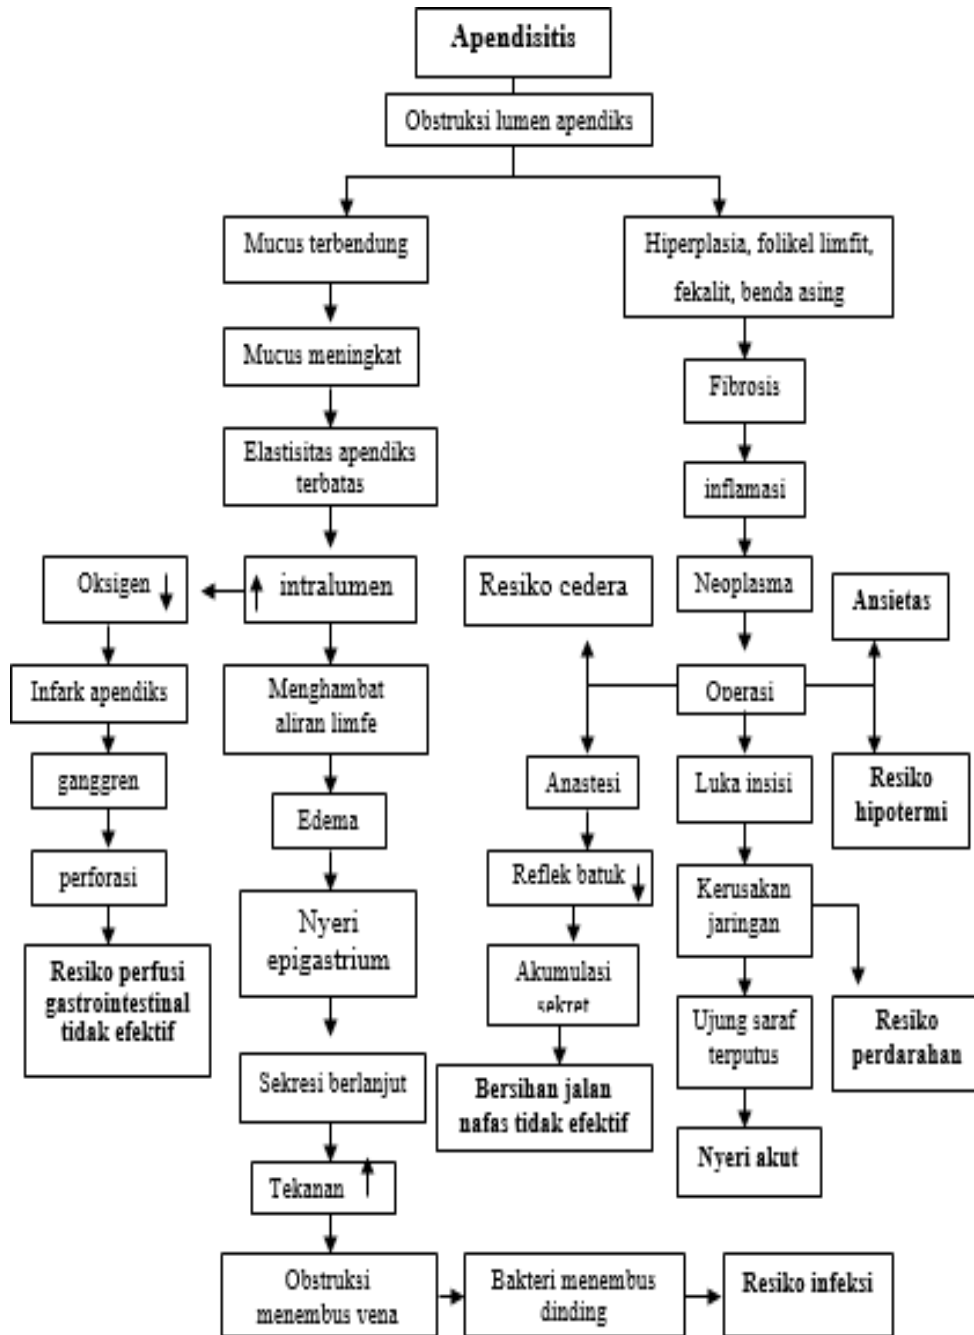 Apendisitis
Obstruksi lumen apendiks
Mucus terbendung
Hiperplasia, folikel limfit,
fekalit, benda asing
Mucus meningkat
Fibrosis
Elastisitas apendiks
terbatas
inflamasi
Oksigen
intralumen
Resiko cedera
Neoplasma
Ansietas
Infark apendiks
Menghambat
aliran limfe
Operasi
ganggren
Anastesi
Luka insisi
Resiko
hipotermi
Edema
perforasi
Reflek batuk
Kerusakan
jaringan
Nyeri
epigastrium
Resiko perfusi
gastrointestinal
tidak efektif
Akumulasi
sekret
Ujung saraf
terputus
Resiko
perdarahan
Sekresi berlanjut
Bersihan jalan
nafas tidak efektif
Nyeri akut
Tekanan
Obstruksi
menembus vena
Bakteri menembus
dinding
Resiko infeksi